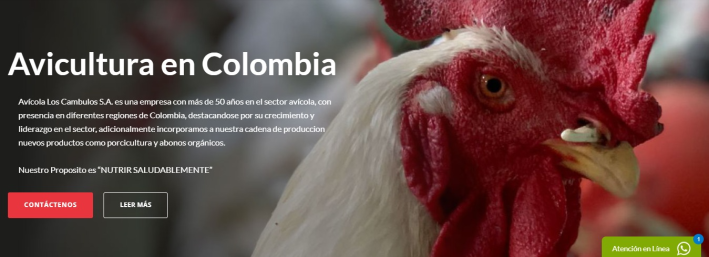 Avicultura en Colombia
Avícola Los Cambulos S.A. es una empresa con más de 50 años en el sector avícola, con
presencia en diferentes regiones de Colombia, destacandose por su crecimiento y
liderazgo en el sector, adicionalmente incorporamos a nuestra cadena de produccion
nuevos productos como porcicultura y abonos orgánicos.
Nuestro Proposito es "NUTRIR SALUDABLEMENTE"
CONTÁCTENOS
LEER MÁS
Atención en Línea
1